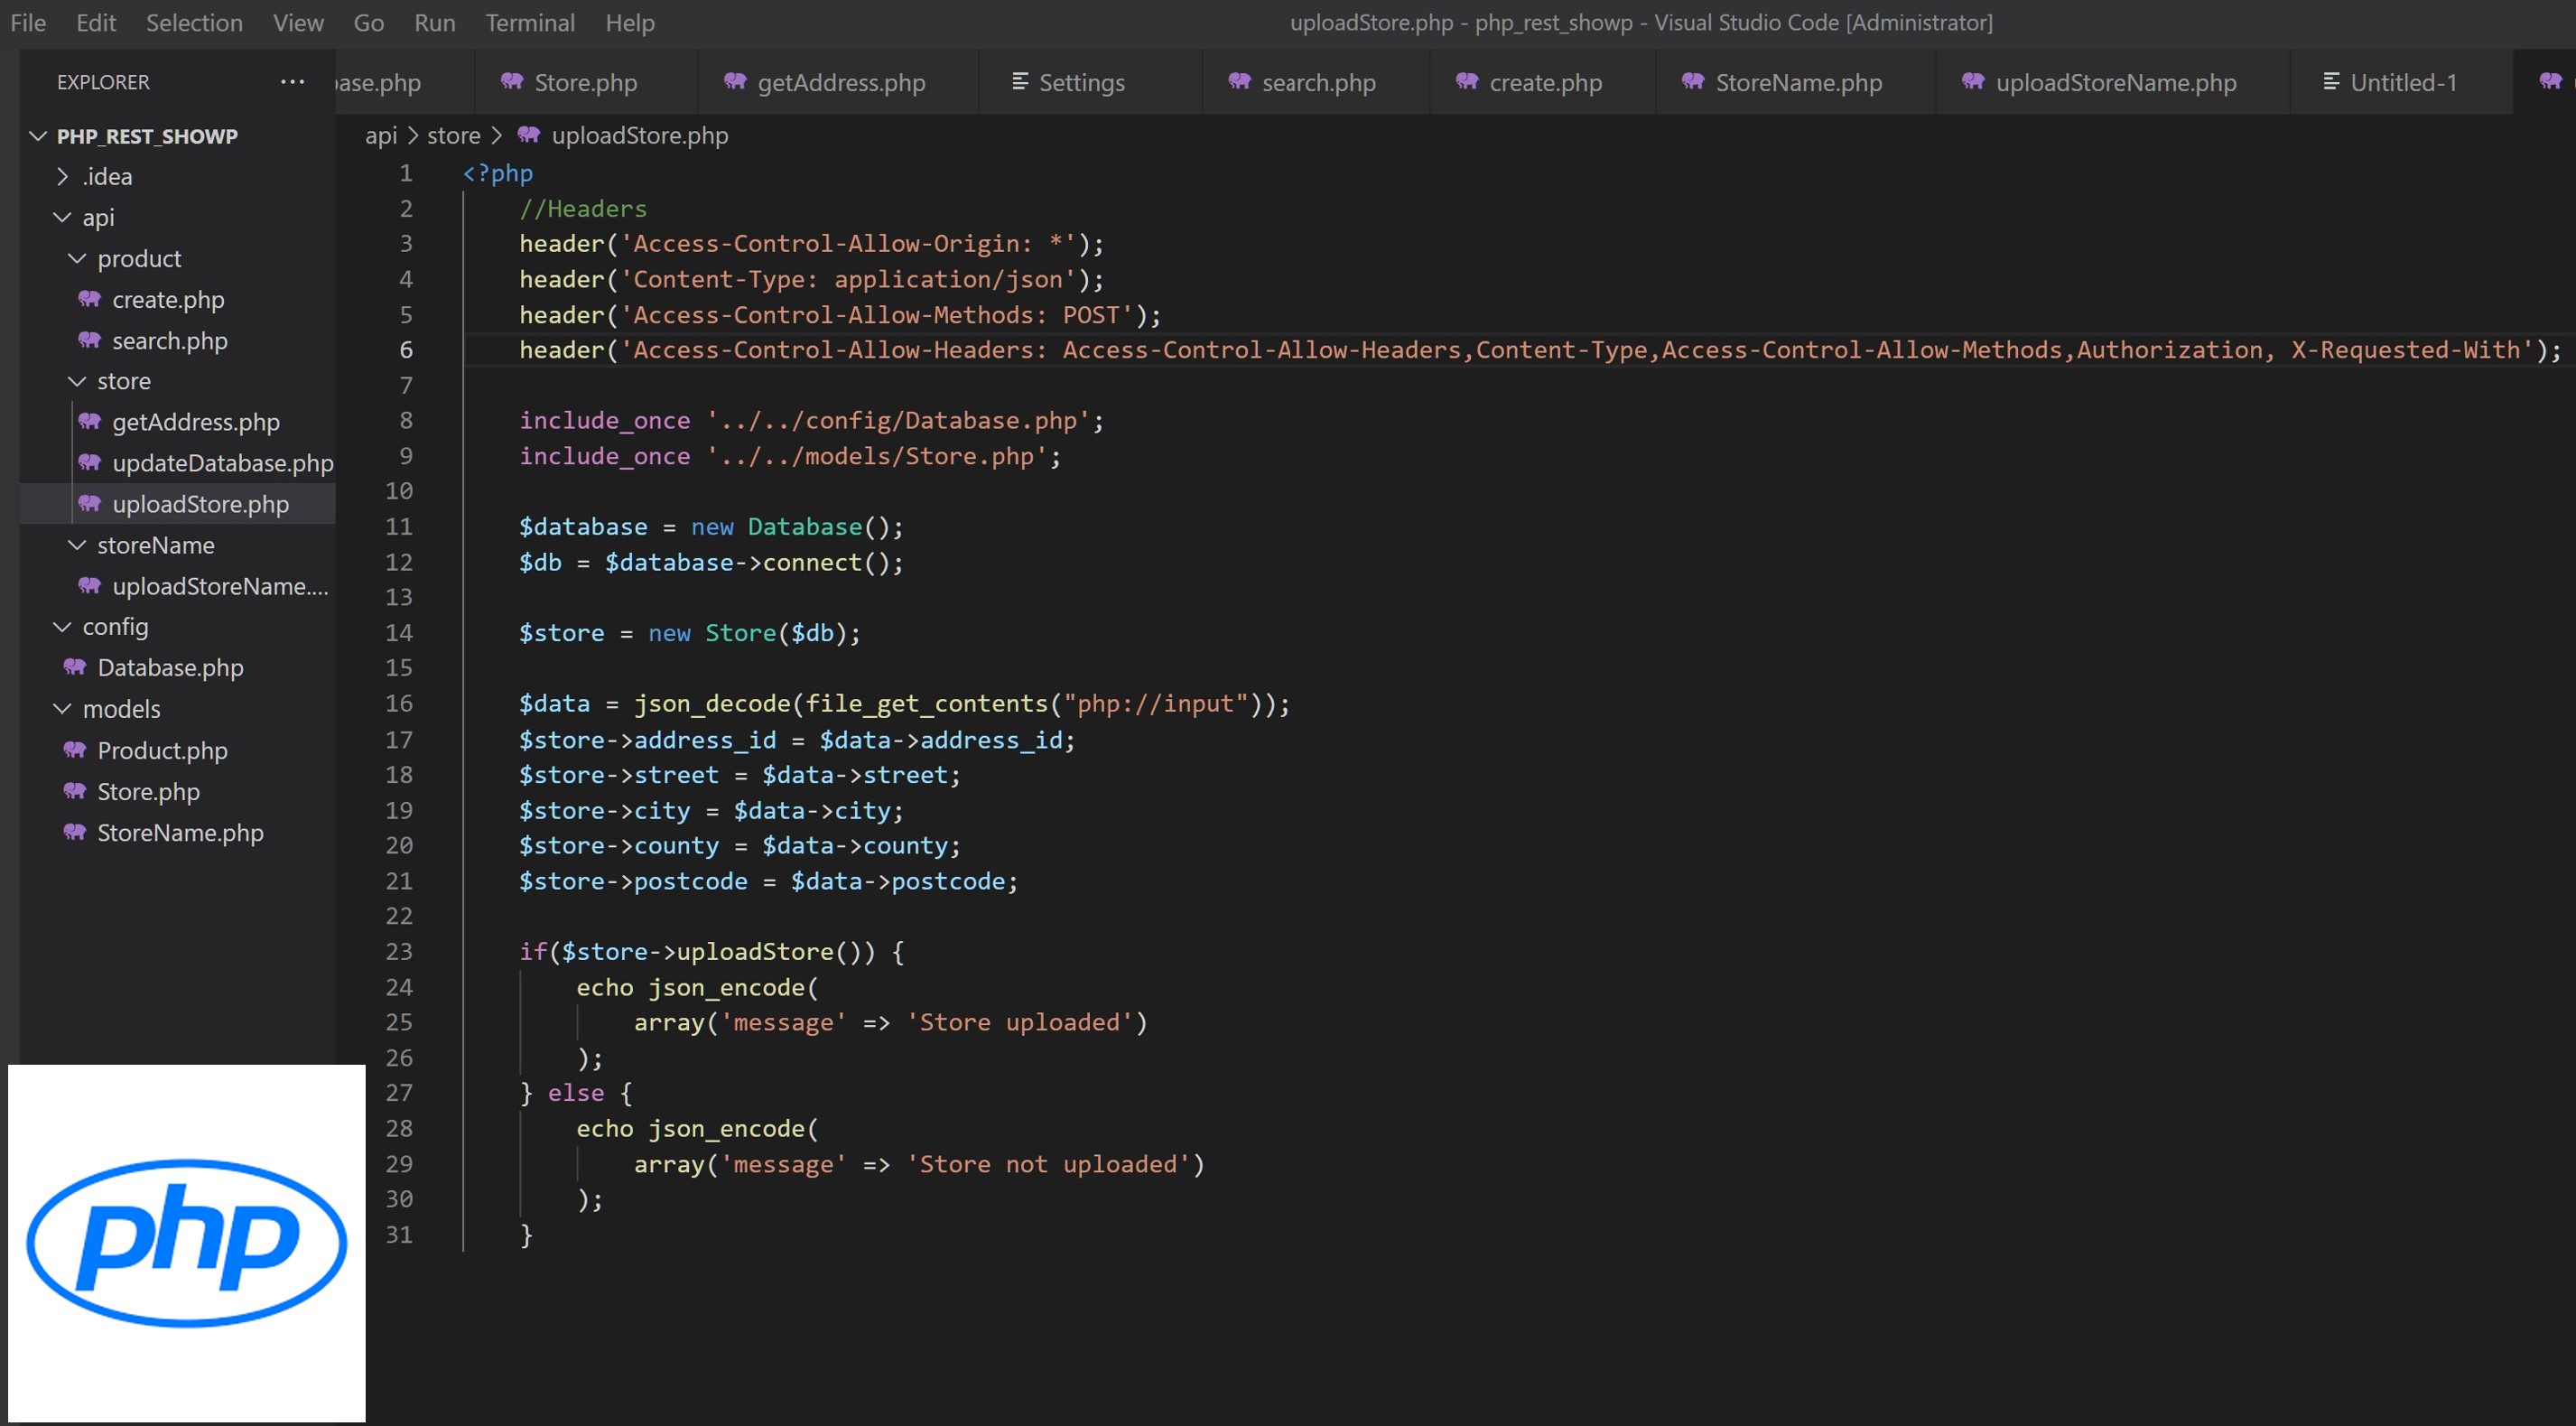 File Edit Selection View Go Run Terminal Help uploadStore.php - php_rest_showp - Visual Studio Code [Administrator]
EXPLORER ··· ase.php Store.php getAddress.php Settings search.php create.php StoreName.php uploadStoreName.php Untitled-1
PHP_REST_SHOWP
.idea
api
product
create.php
search.php
store
getAddress.php
updateDatabase.php
uploadStore.php
storeName
uploadStoreName....
config
Database.php
models
Product.php
Store.php
StoreName.php
api > store > uploadStore.php
1 <?php
2 //Headers
3 header('Access-Control-Allow-Origin: *');
4 header('Content-Type: application/json');
5 header('Access-Control-Allow-Methods: POST');
6 header('Access-Control-Allow-Headers: Access-Control-Allow-Headers,Content-Type,Access-Control-Allow-Methods,Authorization, X-Requested-With');
7
8 include_once '../../config/Database.php';
9 include_once '../../models/Store.php';
10
11 $database = new Database();
12 $db = $database->connect();
13
14 $store = new Store($db);
15
16 $data = json_decode(file_get_contents("php://input"));
17 $store->address_id = $data->address_id;
18 $store->street = $data->street;
19 $store->city = $data->city;
20 $store->county = $data->county;
21 $store->postcode = $data->postcode;
22
23 if($store->uploadStore()) {
24 echo json_encode(
25 array('message' => 'Store uploaded')
26 );
27 } else {
28 echo json_encode(
29 array('message' => 'Store not uploaded')
30 );
31 }
php